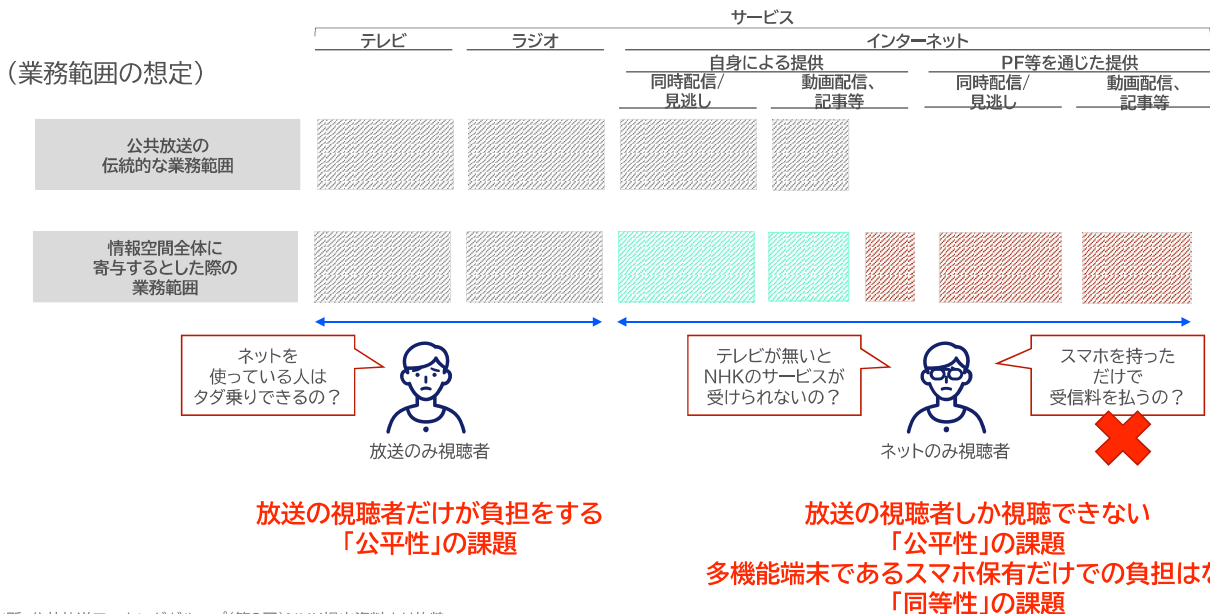 サービス
テレビ
ラジオ
インターネット
（業務範囲の想定）
自身による提供
PF等を通じた提供
同時配信/
見逃し
動画配信、
記事等
同時配信/
見逃し
動画配信、
記事等
公共放送の
伝統的な業務範囲
情報空間全体に
寄与するとした際の
業務範囲
ネットを
使っている人は
タダ乗りできるの？
放送のみ視聴者
テレビが無いと
NHKのサービスが
受けられないの？
ネットのみ視聴者
スマホを持った
だけで
受信料を払うの？
放送の視聴者だけが負担をする
「公平性」の課題
放送の視聴者しか視聴できない
「公平性」の課題
多機能端末であるスマホ保有だけでの負担は
「同等性」の課題